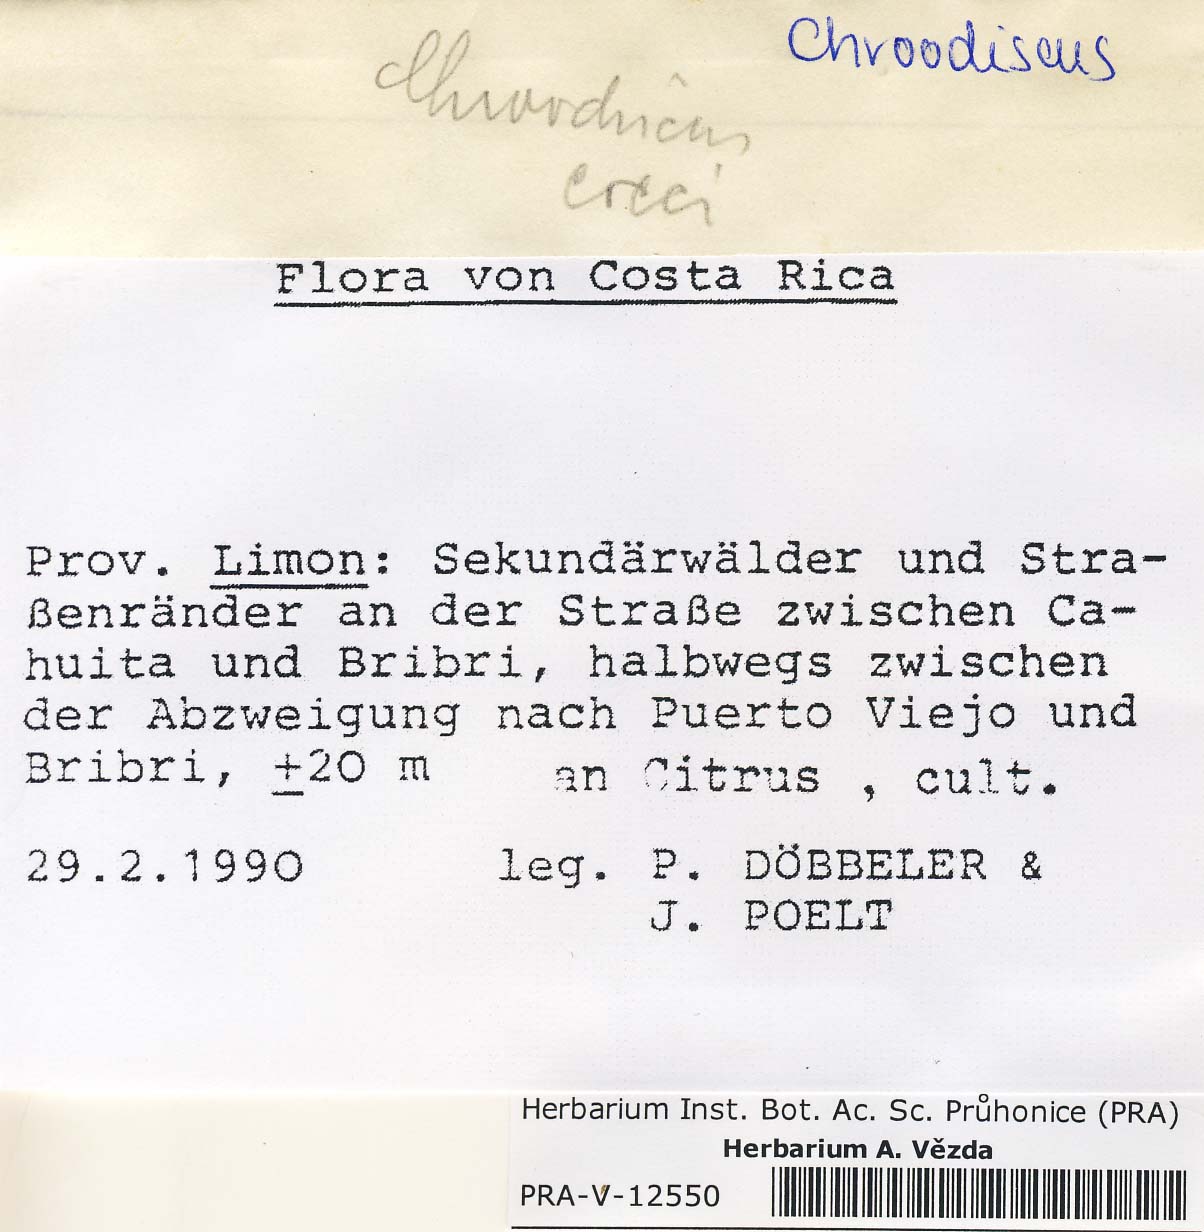 Chroodiscus
Chroodiscus
cocci
Flora von Costa Rica
Prov. Limon: Sekundärwälder und Stra-
ßenränder an der Straße zwischen Ca-
huita und Bribri, halbwegs zwischen
der Abzweigung nach Puerto Viejo und
Bribri, ±20 m an Citrus , cult.
29.2.1990 leg. P. DÖBBELER &
J. POELT
Herbarium Inst. Bot. Ac. Sc. Průhonice (PRA)
Herbarium A. Vězda
PRA-V-12550